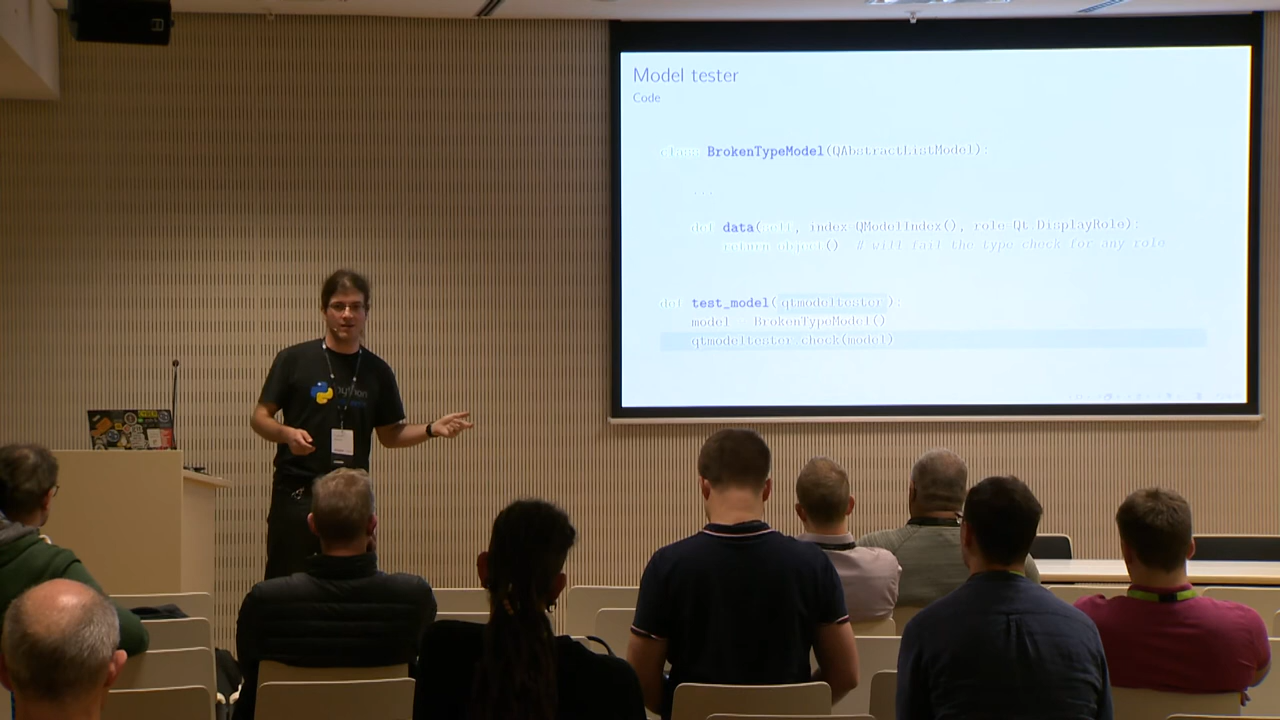 Model tester
Code
class BrokenTypeModel(QAbstractListModel):
...
def data(self, index QModelIndex(), role Qt DisplayRole):
return object() # will fail the type check for any role
def test_model( qtmodeltester ):
model BrokenTypeModel()
qtmodeltester.check(model)
python